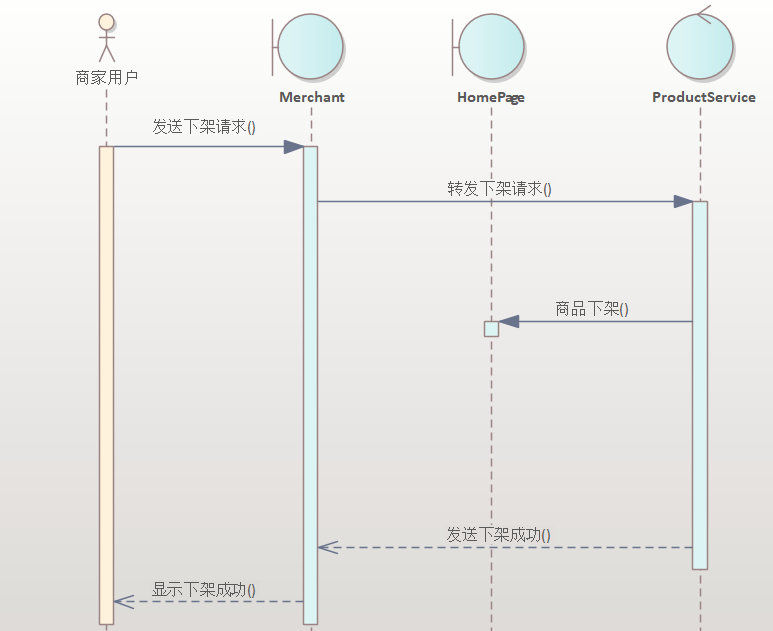 商家用户
Merchant
HomePage
ProductService
发送下架请求()
转发下架请求()
商品下架()
发送下架成功()
显示下架成功()